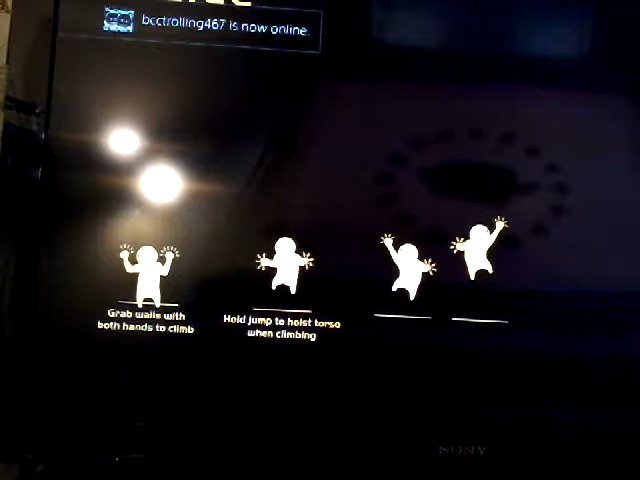 bcctrolling467 is now online.
Grab walls with
both hands to climb
Hold jump to hoist torso
when climbing
SONY